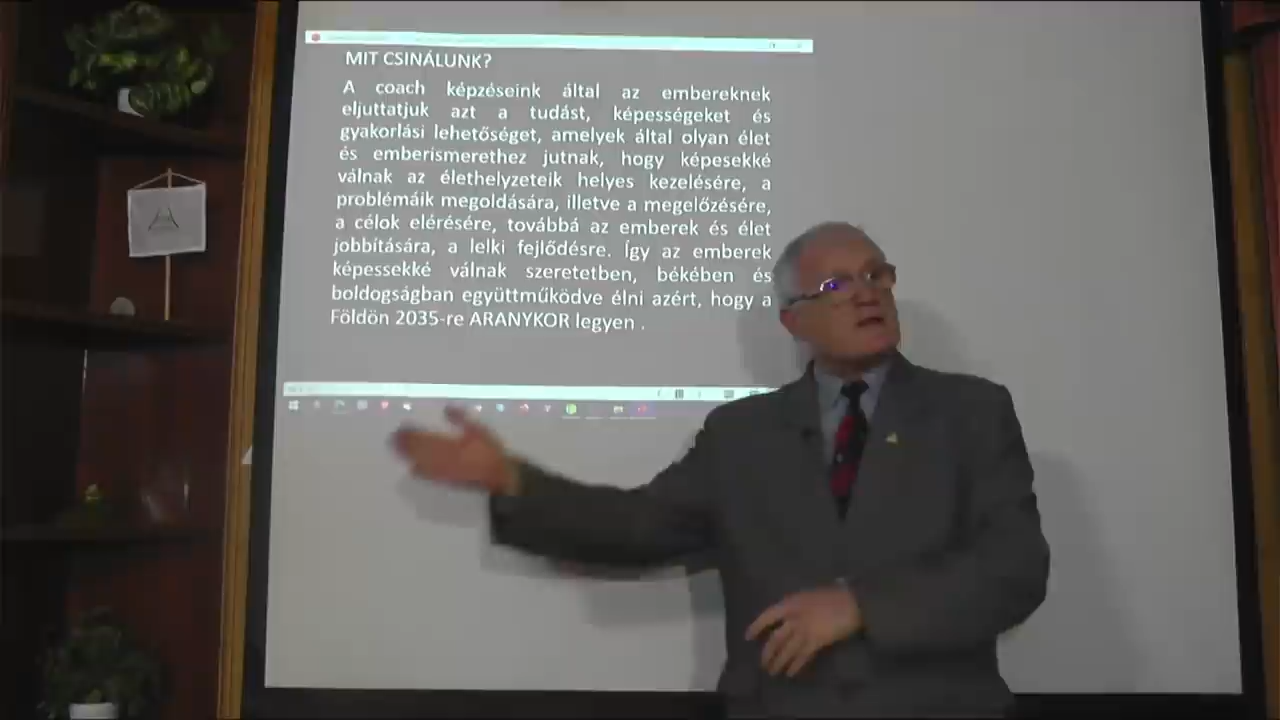 MIT CSINÁLUNK?
A coach képzéseink által az embereknek
eljuttatjuk azt a tudást, képességeket és
gyakorlási lehetőséget, amelyek által olyan élet
és emberismerethez jutnak, hogy képesekké
válnak az élethelyzeteik helyes kezelésére, a
problémáik megoldására, illetve a megelőzésére,
a célok elérésére, továbbá az emberek és élet
jobbítására, a lelki fejlődésre. Így az emberek
képessekké válnak szeretetben, békében és
boldogságban együttműködve élni azért, hogy a
Földön 2035-re ARANYKOR legyen .